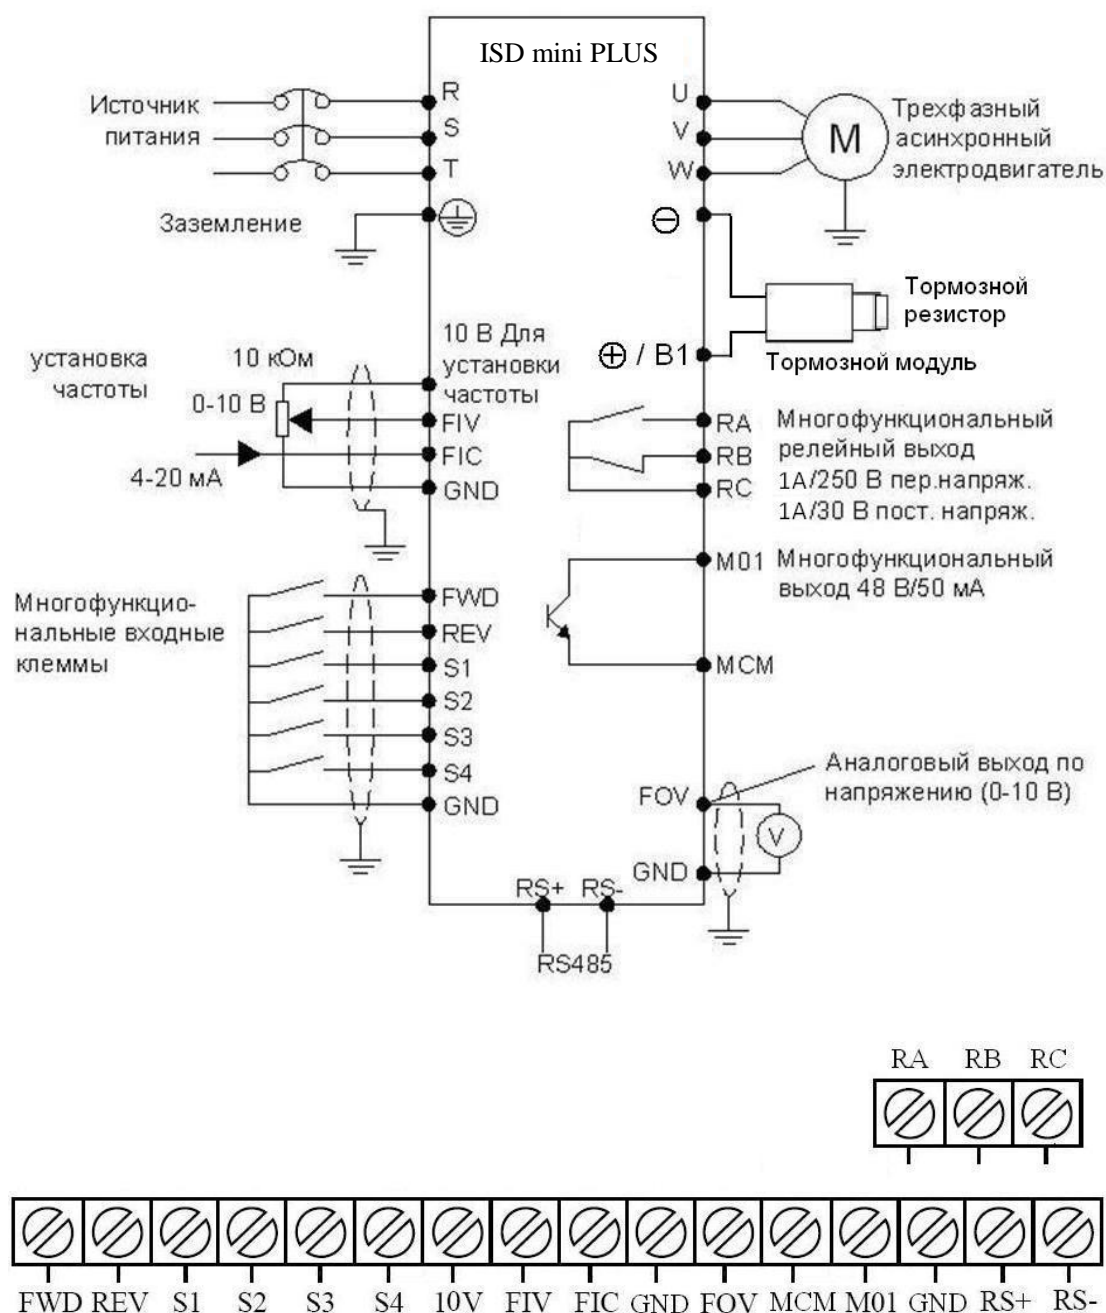 ISD mini PLUS
Источник
питания
R
S
T
U
V
W
M
Трехфазный
асинхронный
электродвигатель
Заземление
⊖
Тормозной
резистор
⊕ / B1
Тормозной модуль
установка
частоты
10 кОм
0-10 В
4-20 мА
10 В Для
установки
частоты
FIV
FIC
GND
RA
RB
RC
Многофункциональный
релейный выход
1А/250 В пер.напряж.
1А/30 В пост. напряж.
M01
Многофункциональный
выход 48 В/50 мА
MCM
Многофункцио-
нальные входные
клеммы
FWD
REV
S1
S2
S3
S4
GND
FOV
Аналоговый выход по
напряжению (0-10 В)
V
GND
RS+ RS-
RS485
RA RB RC
FWD REV S1 S2 S3 S4 10V FIV FIC GND FOV MCM M01 GND RS+ RS-